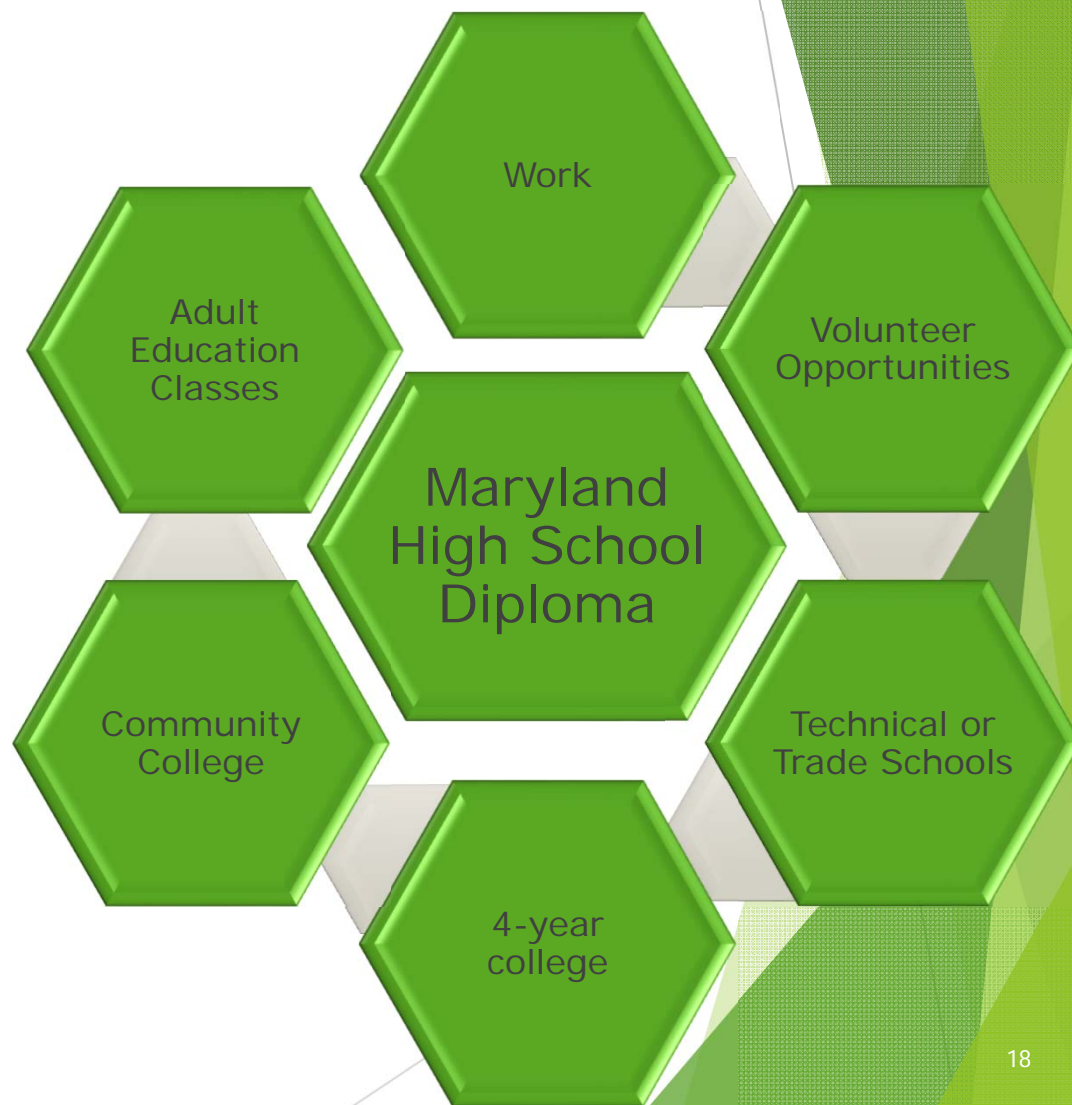 Work
Adult
Education
Classes
Volunteer
Opportunities
Maryland
High School
Diploma
Community
College
Technical or
Trade Schools
4-year
college
18